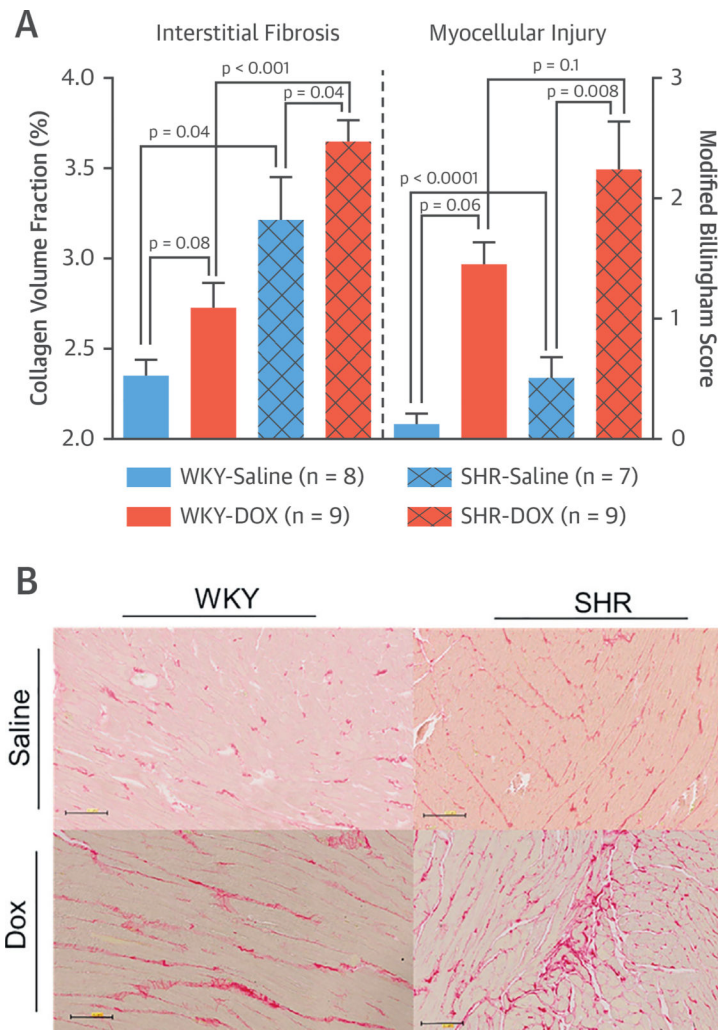 A
Interstitial Fibrosis
Myocellular Injury
Collagen Volume Fraction (%)
4.0
3.5
3.0
2.5
2.0
p < 0.001
p = 0.04
p = 0.04
p = 0.08
p = 0.1
p = 0.008
p < 0.0001
p = 0.06
3
2
1
0
Modified Billingham Score
WKY-Saline (n = 8)
SHR-Saline (n = 7)
WKY-DOX (n = 9)
SHR-DOX (n = 9)
B
WKY
SHR
Saline
Dox